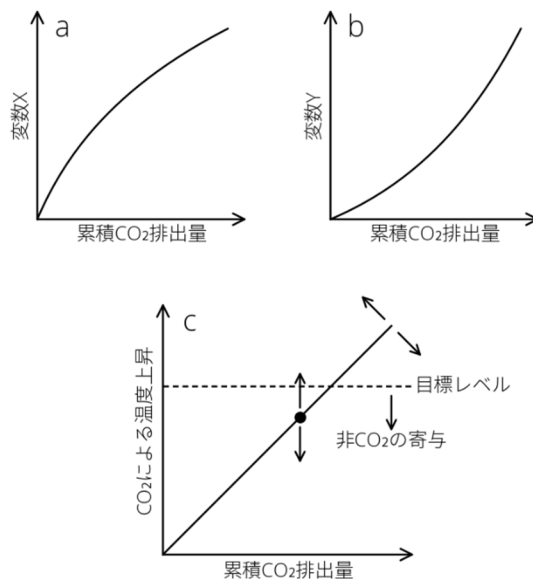 a
変数X
累積CO₂排出量
b
変数Y
累積CO₂排出量
c
CO₂による温度上昇
目標レベル
非CO₂の寄与
累積CO₂排出量